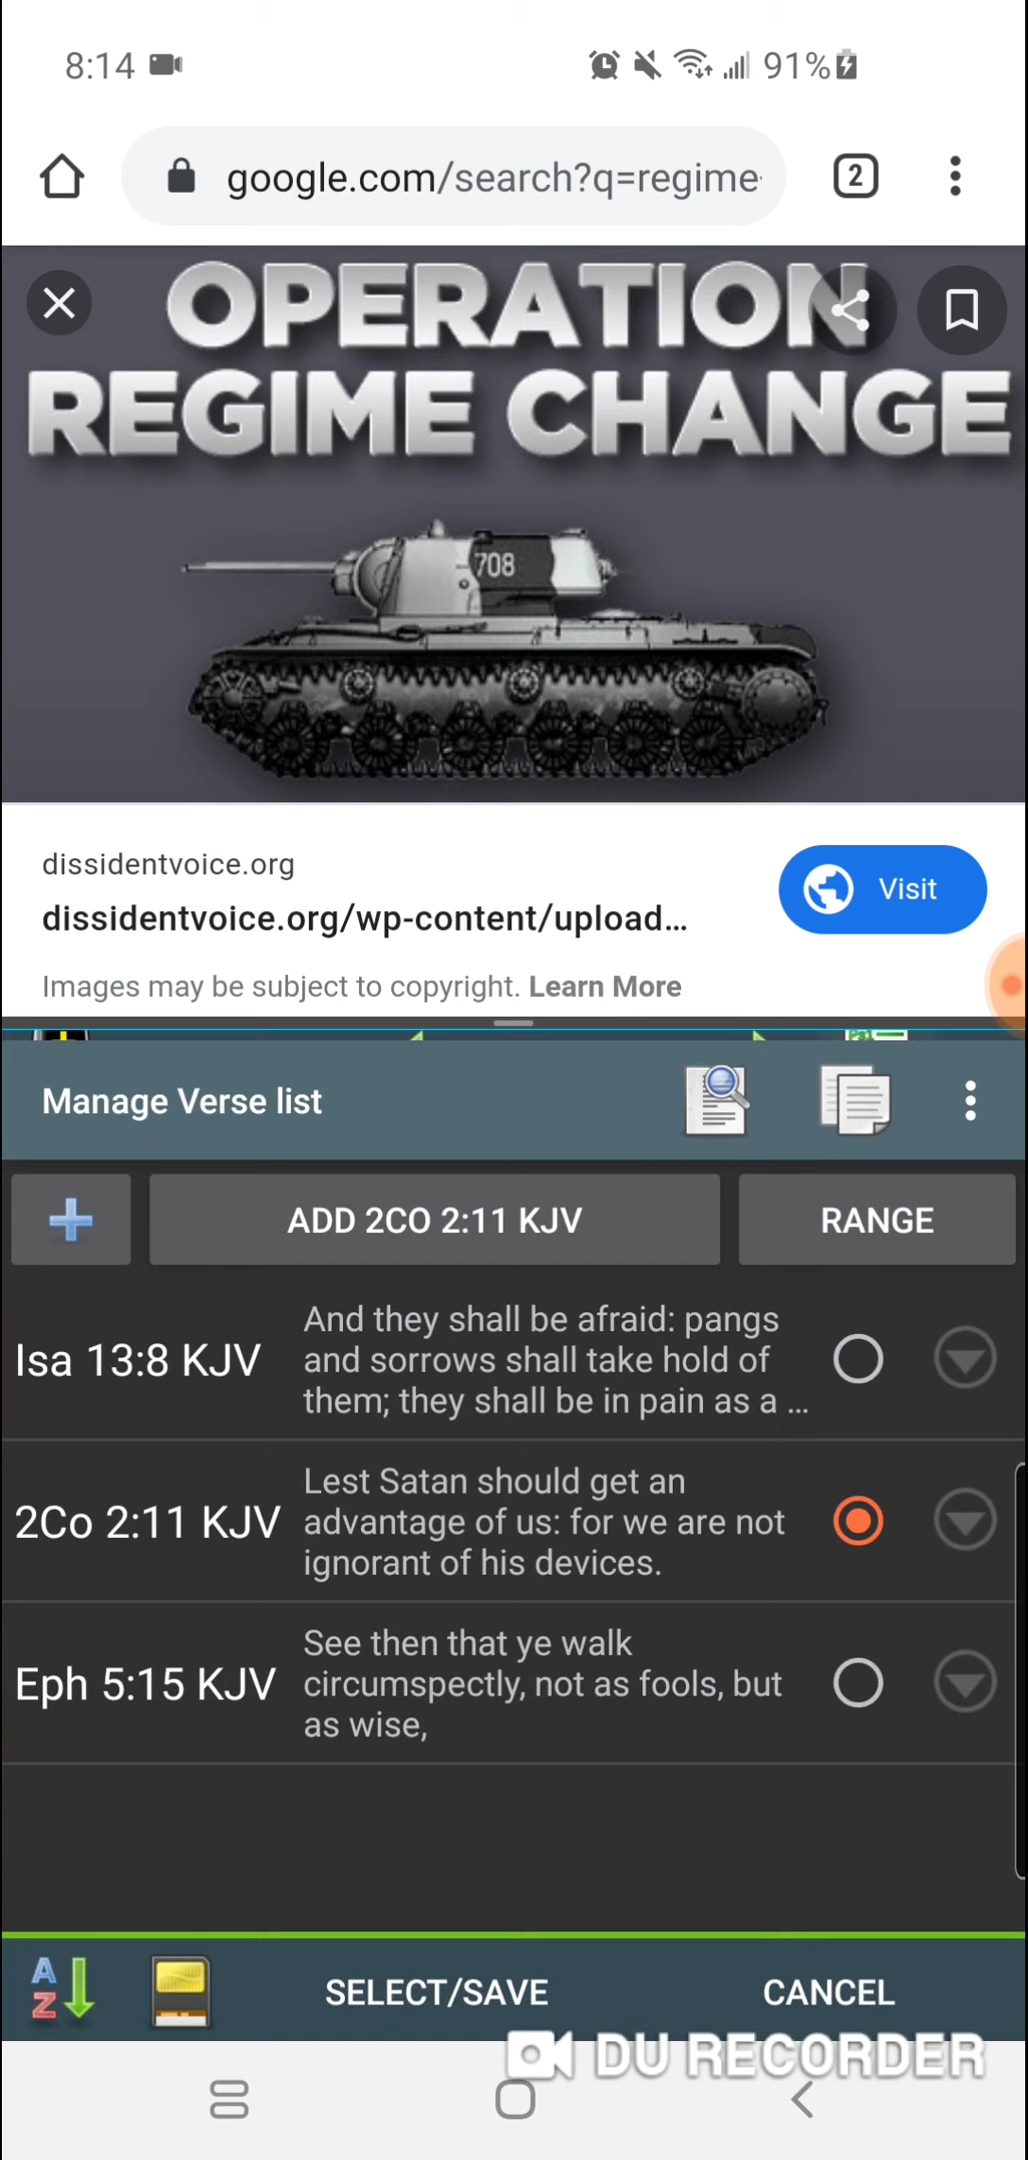 8:14
91%
google.com/search?q=regime
2
OPERATION
REGIME CHANGE
708
dissidentvoice.org
dissidentvoice.org/wp-content/upload...
Visit
Images may be subject to copyright. Learn More
Manage Verse list
ADD 2CO 2:11 KJV
RANGE
Isa 13:8 KJV
And they shall be afraid: pangs
and sorrows shall take hold of
them; they shall be in pain as a ...
2Co 2:11 KJV
Lest Satan should get an
advantage of us: for we are not
ignorant of his devices.
Eph 5:15 KJV
See then that ye walk
circumspectly, not as fools, but
as wise,
A
Z
SELECT/SAVE
CANCEL
DU RECORDER